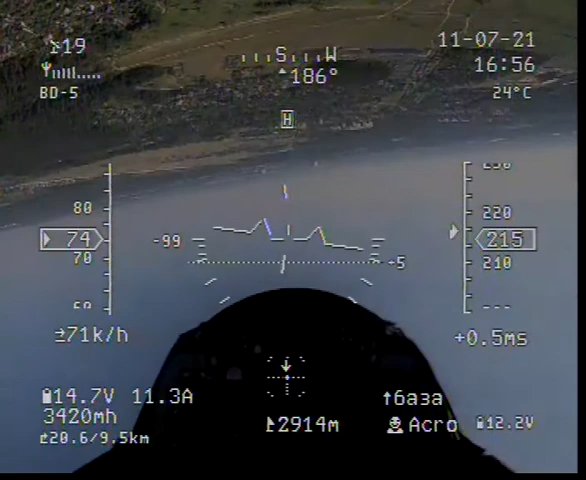 19
S W
11-07-21
186°
16:56
BD-5
24°C
H
80
220
74
-99
215
70
+5
210
---
±71k/h
+0.5ms
14.7V 11.3A
↑база
3420mh
2914m
Acro
12.2V
±20.6/9.5km